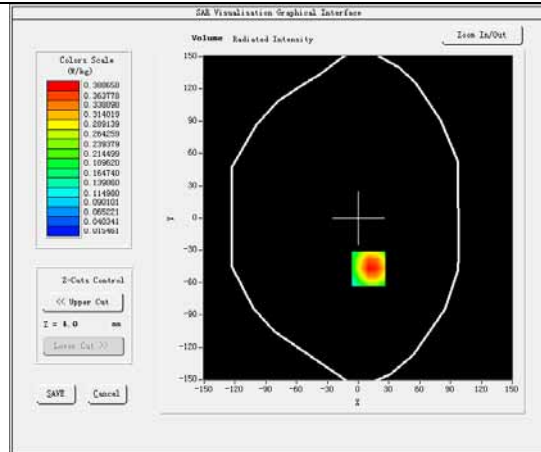 SAR Visualisation Graphical Interface
Volume Radiated Intensity
Zoom In/Out
Colors Scale
(W/kg)
0.388658
0.363778
0.338898
0.314019
0.289139
0.264259
0.239379
0.214499
0.189620
0.164740
0.139860
0.114980
0.090101
0.065221
0.040341
0.015461
Z-Cuts Control
<< Upper Cut
Z = 4.0 mm
Lower Cut >>
SAVE
Cancel
150
120
90
60
30
0
-30
-60
-90
-120
-150
Y
-150 -120 -90 -60 -30 0 30 60 90 120 150
X